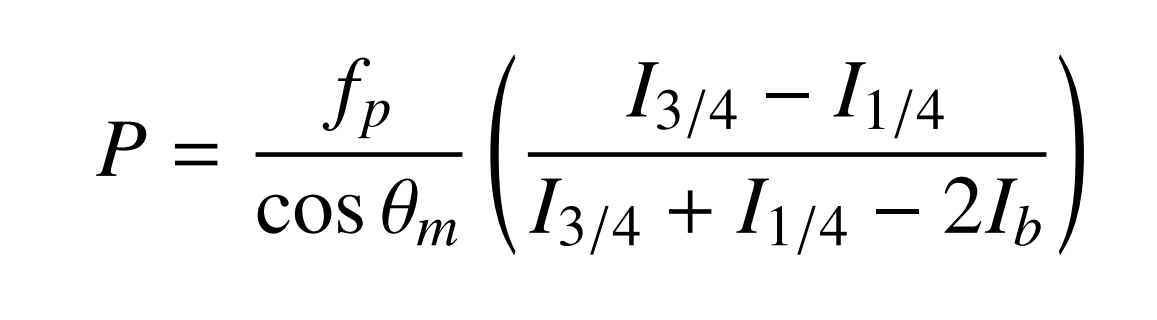 P = \frac{f_p}{\cos \theta_m} \left( \frac{I_{3/4} - I_{1/4}}{I_{3/4} + I_{1/4} - 2I_b} \right)